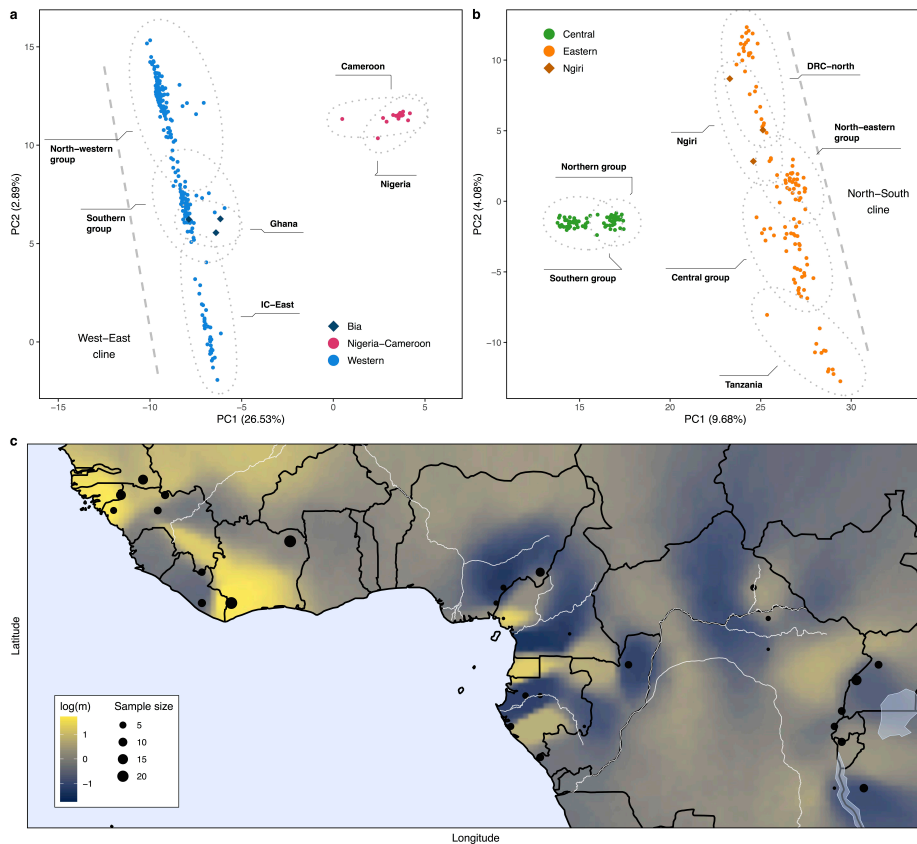 a
15
10
5
0
−15
−10
−5
0
5
PC2 (2.89%)
PC1 (26.53%)
Cameroon
Nigeria
North−western
group
Southern
group
Ghana
IC−East
West−East
cline
Bia
Nigeria−Cameroon
Western
b
10
5
0
−5
−10
15
20
25
30
PC2 (4.08%)
PC1 (9.68%)
Central
Eastern
Ngiri
DRC−north
North−eastern
group
Ngiri
Northern group
North−South
cline
Southern group
Central group
Tanzania
c
Latitude
Longitude
log(m)
1
0
−1
Sample size
5
10
15
20